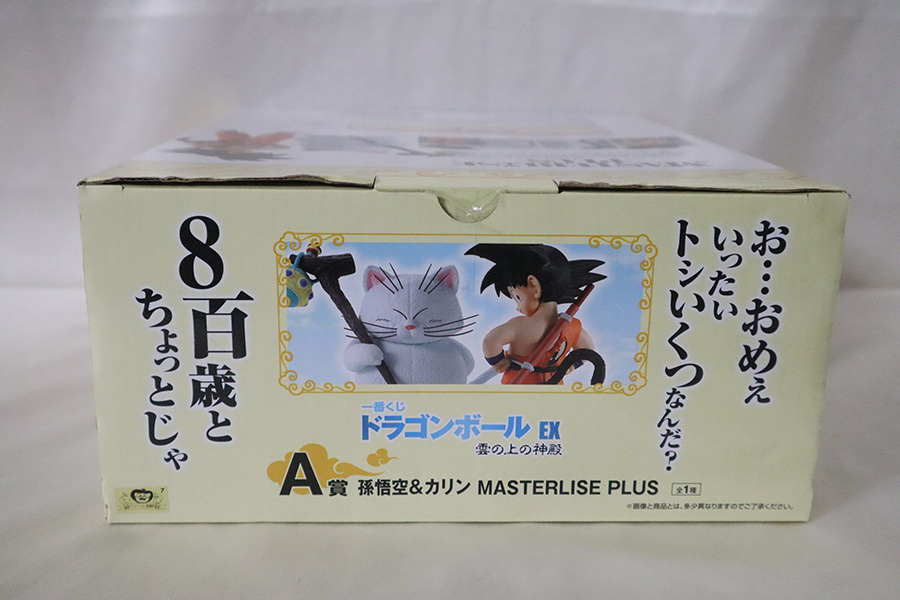 お…おめえ
いったい
トシいくつなんだ?
8百歳と
ちょっとじゃ
一番くじ
ドラゴンボール EX
雲の上の神殿
A賞 孫悟空&カリン MASTERLISE PLUS 全1種
※画像と商品とは、多少異なりますのでご了承ください。